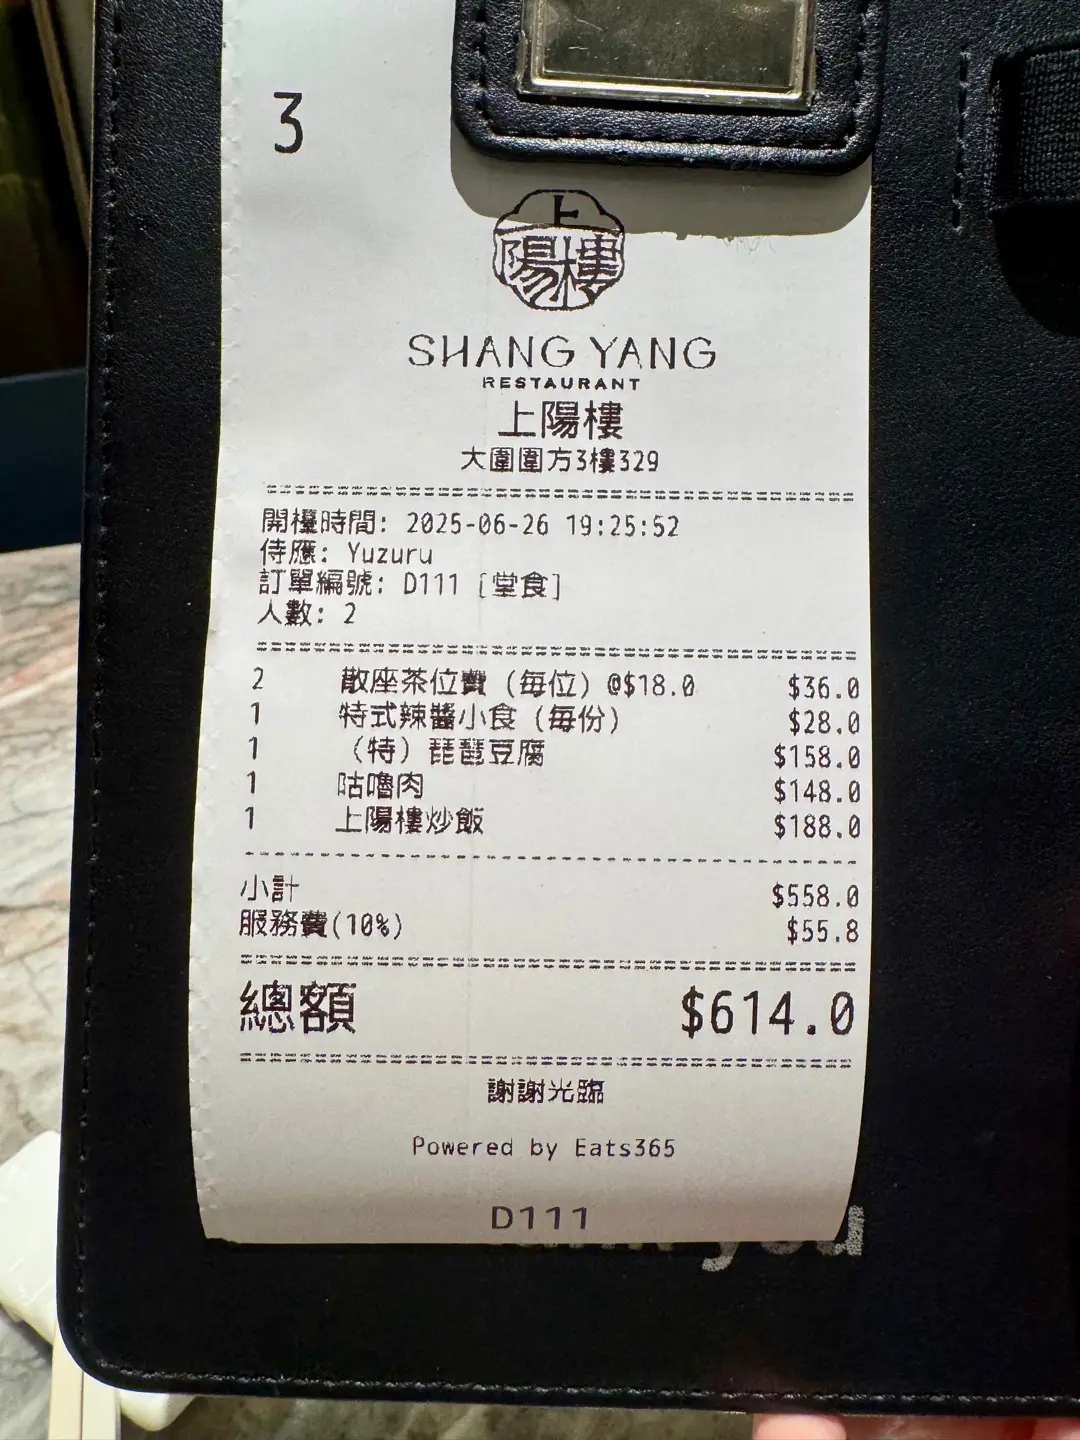 3
上陽樓
SHANG YANG
RESTAURANT
上陽樓
大圍圍方3樓329
開檯時間: 2025-06-26 19:25:52
侍應: Yuzuru
訂單編號: D111 [堂食]
人數: 2
2 散座茶位費 (每位) @$18.0 $36.0
1 特式辣醬小食 (每份) $28.0
1 (特) 琵琶豆腐 $158.0
1 咕嚕肉 $148.0
1 上陽樓炒飯 $188.0
小計 $558.0
服務費(10%) $55.8
總額 $614.0
謝謝光臨
Powered by Eats365
D111
you